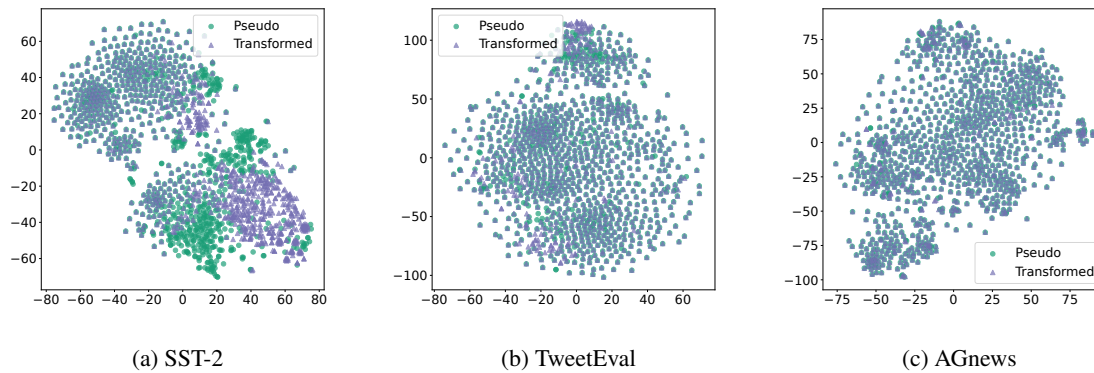 Pseudo
Transformed
60
40
20
0
−20
−40
−60
−80 −60 −40 −20 0 20 40 60 80
(a) SST-2
Pseudo
Transformed
100
50
0
−50
−100
−60 −40 −20 0 20 40 60
(b) TweetEval
75
50
25
0
−25
−50
−75
−100
Pseudo
Transformed
−75 −50 −25 0 25 50 75
(c) AGnews